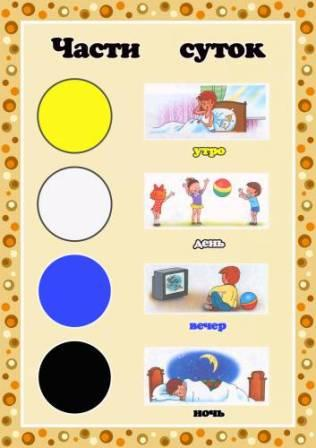 Части суток
утро
день
вечер
ночь